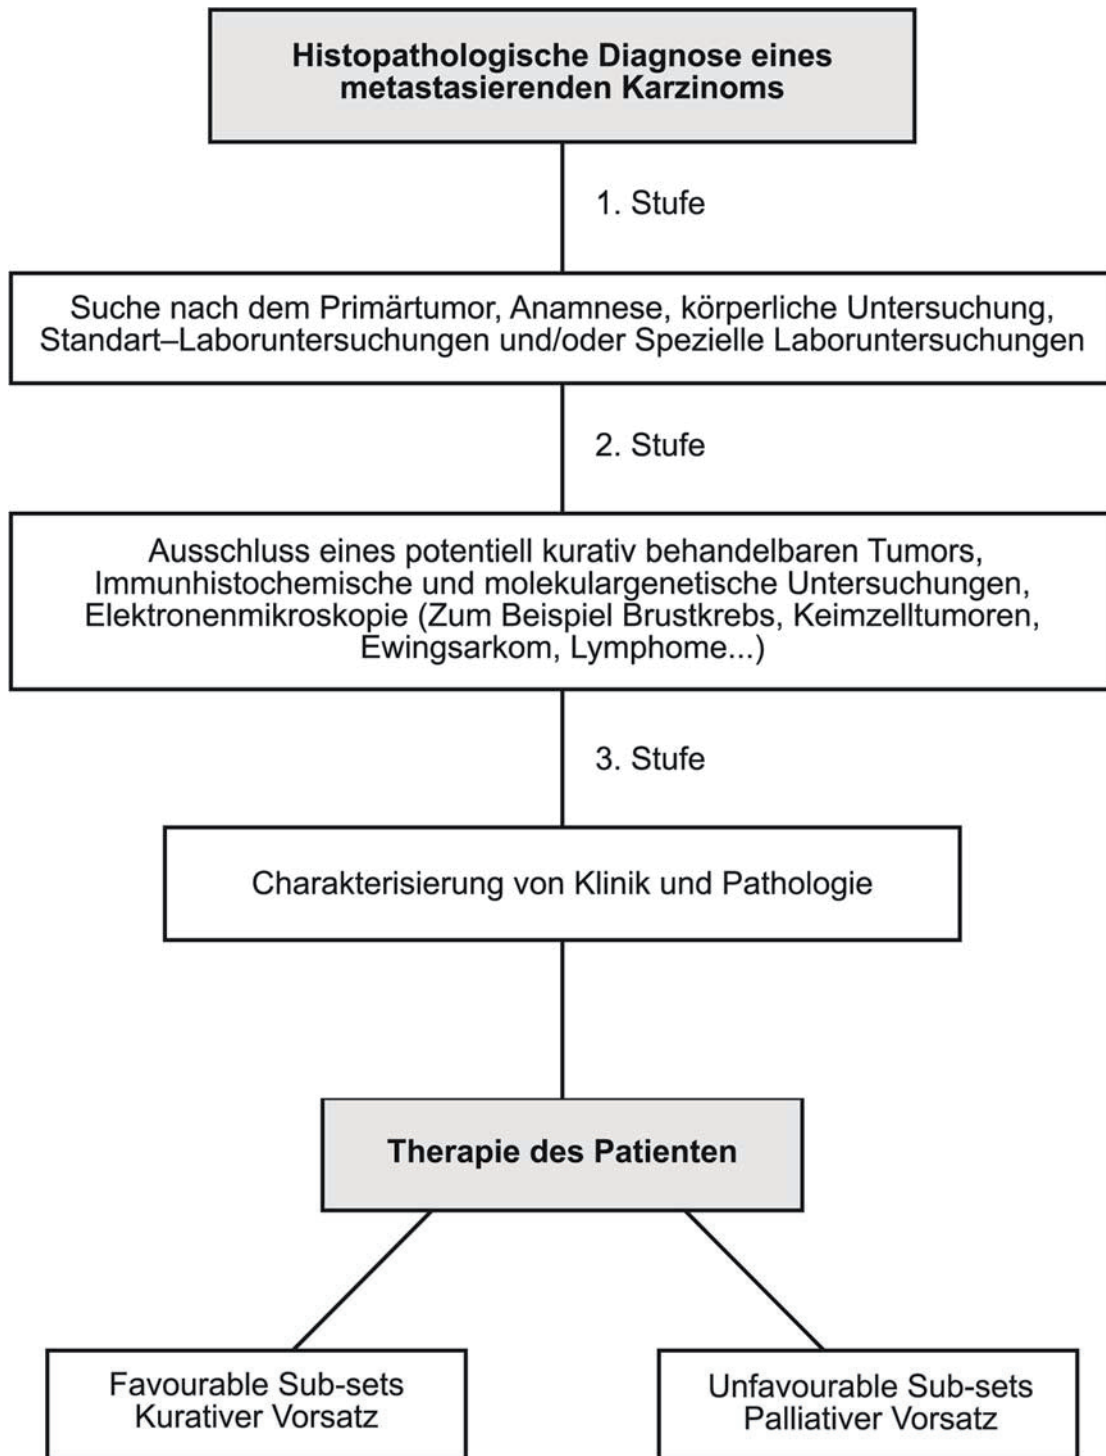 Histopathologische Diagnose eines
metastasierenden Karzinoms
1. Stufe
Suche nach dem Primärtumor, Anamnese, körperliche Untersuchung,
Standart–Laboruntersuchungen und/oder Spezielle Laboruntersuchungen
2. Stufe
Ausschluss eines potentiell kurativ behandelbaren Tumors,
Immunhistochemische und molekulargenetische Untersuchungen,
Elektronenmikroskopie (Zum Beispiel Brustkrebs, Keimzelltumoren,
Ewingsarkom, Lymphome...)
3. Stufe
Charakterisierung von Klinik und Pathologie
Therapie des Patienten
Favourable Sub-sets
Kurativer Vorsatz
Unfavourable Sub-sets
Palliativer Vorsatz